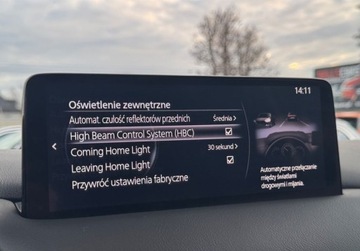 14:11
Oświetlenie zewnętrzne
Automat. czułość reflektorów przednich Średnia
High Beam Control System (HBC)
Coming Home Light 30 sekund
Leaving Home Light
Przywróć ustawienia fabryczne
Automatyczne przełączanie
między światłami
drogowymi i mijania.